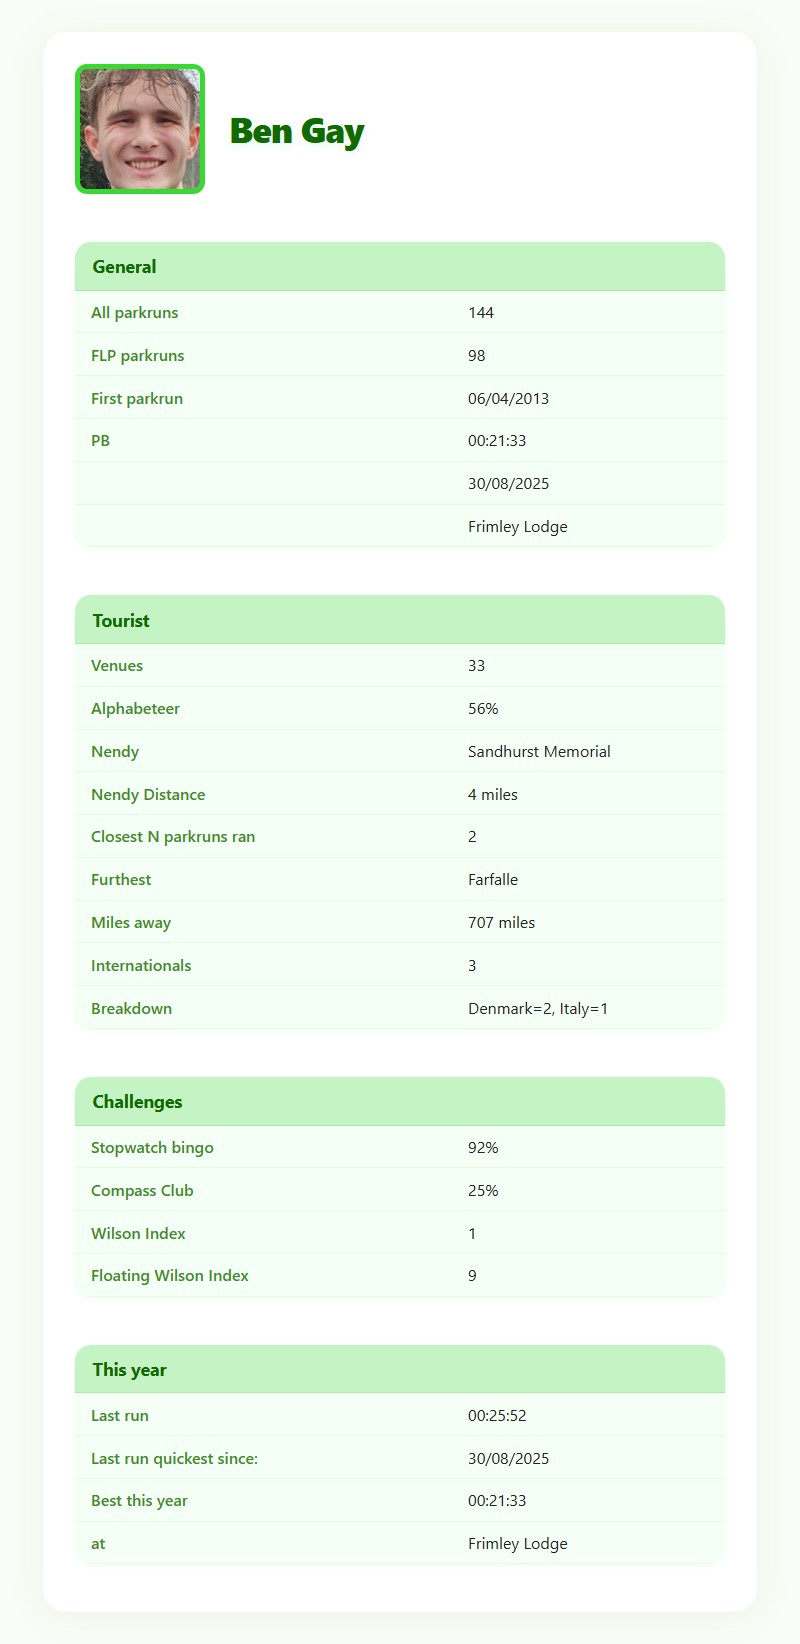 Ben Gay
General
All parkruns 144
FLP parkruns 98
First parkrun 06/04/2013
PB 00:21:33
30/08/2025
Frimley Lodge
Tourist
Venues 33
Alphabeteer 56%
Nendy Sandhurst Memorial
Nendy Distance 4 miles
Closest N parkruns ran 2
Furthest Farfalle
Miles away 707 miles
Internationals 3
Breakdown Denmark=2, Italy=1
Challenges
Stopwatch bingo 92%
Compass Club 25%
Wilson Index 1
Floating Wilson Index 9
This year
Last run 00:25:52
Last run quickest since: 30/08/2025
Best this year 00:21:33
at Frimley Lodge